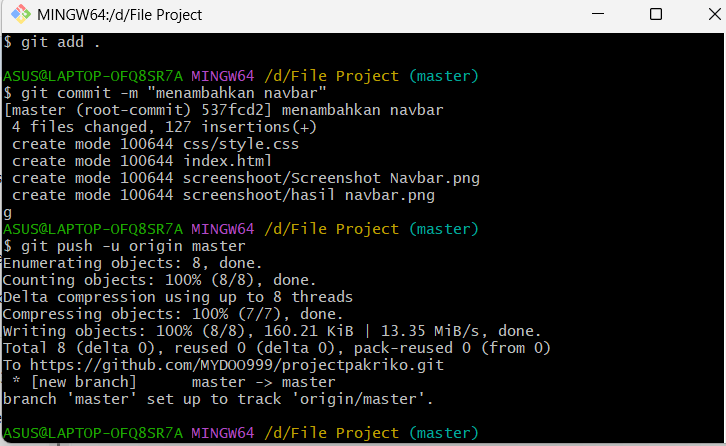 MINGW64:/d/File Project
$ git add .
ASUS@LAPTOP-OFQ8SR7A MINGW64 /d/File Project (master)
$ git commit -m "menambahkan navbar"
[master (root-commit) 537fcd2] menambahkan navbar
 4 files changed, 127 insertions(+)
 create mode 100644 css/style.css
 create mode 100644 index.html
 create mode 100644 screenshoot/Screenshot Navbar.png
 create mode 100644 screenshoot/hasil navbar.png
g
ASUS@LAPTOP-OFQ8SR7A MINGW64 /d/File Project (master)
$ git push -u origin master
Enumerating objects: 8, done.
Counting objects: 100% (8/8), done.
Delta compression using up to 8 threads
Compressing objects: 100% (7/7), done.
Writing objects: 100% (8/8), 160.21 KiB | 13.35 MiB/s, done.
Total 8 (delta 0), reused 0 (delta 0), pack-reused 0 (from 0)
To https://github.com/MYDOO999/projectpakriko.git
 * [new branch]      master -> master
branch 'master' set up to track 'origin/master'.
ASUS@LAPTOP-OFQ8SR7A MINGW64 /d/File Project (master)